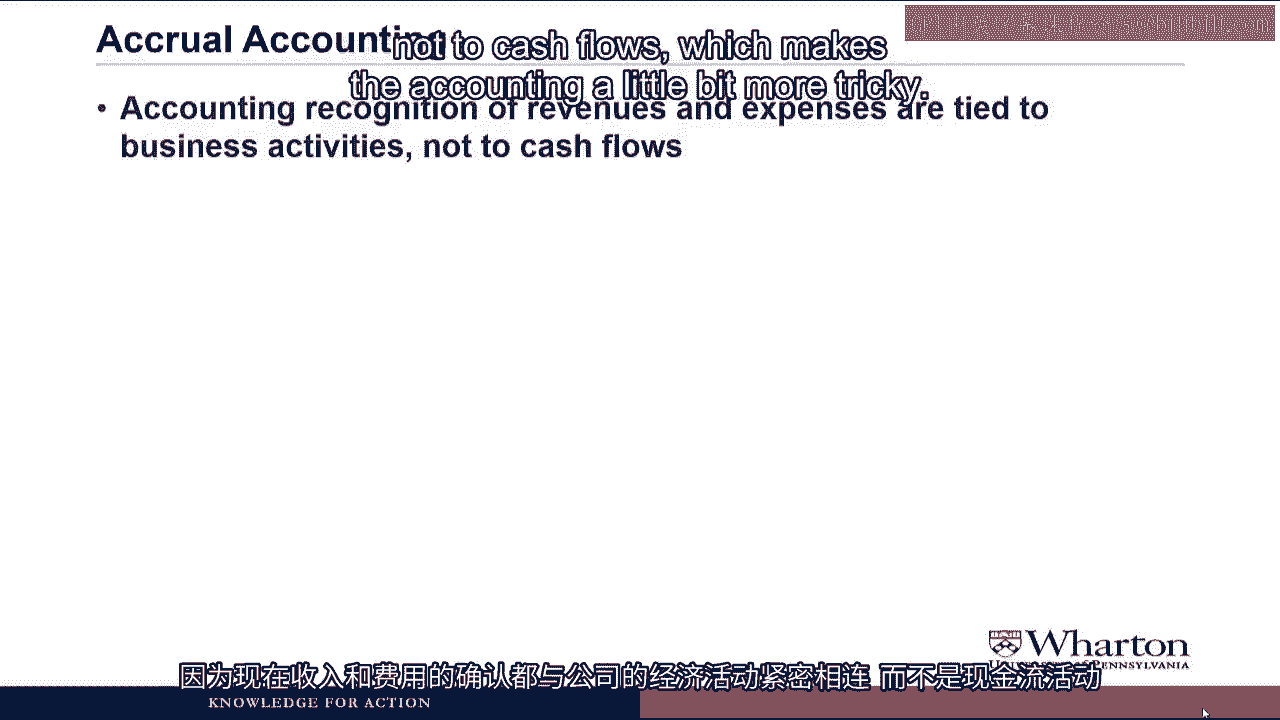 Accrual Accounting
not to cash flows, which makes
the accounting a little bit more tricky.
• Accounting recognition of revenues and expenses are tied to
business activities, not to cash flows
Wharton
UNIVERSITY of PENNSYLVANIA
因为现在收入和费用的确认都与公司的经济活动紧密相连 而不是现金流活动
KNOWLEDGE FOR ACTION